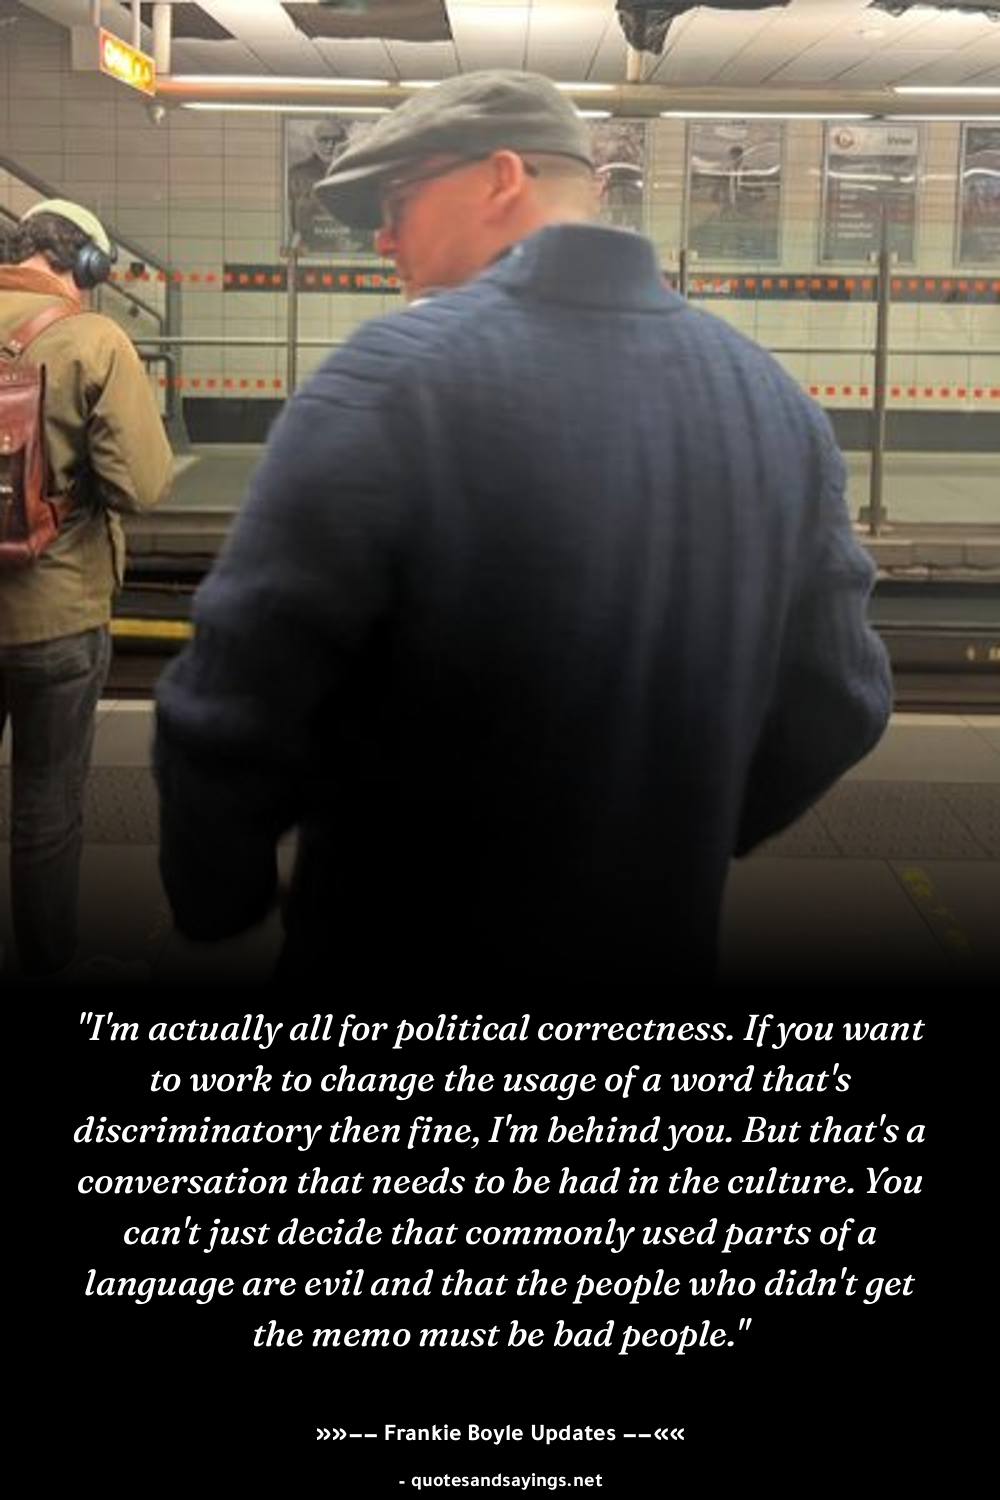 "I'm actually all for political correctness. If you want
to work to change the usage of a word that's
discriminatory then fine, I'm behind you. But that's a
conversation that needs to be had in the culture. You
can't just decide that commonly used parts of a
language are evil and that the people who didn't get
the memo must be bad people."
»»−− Frankie Boyle Updates −−««
- quotesandsayings.net